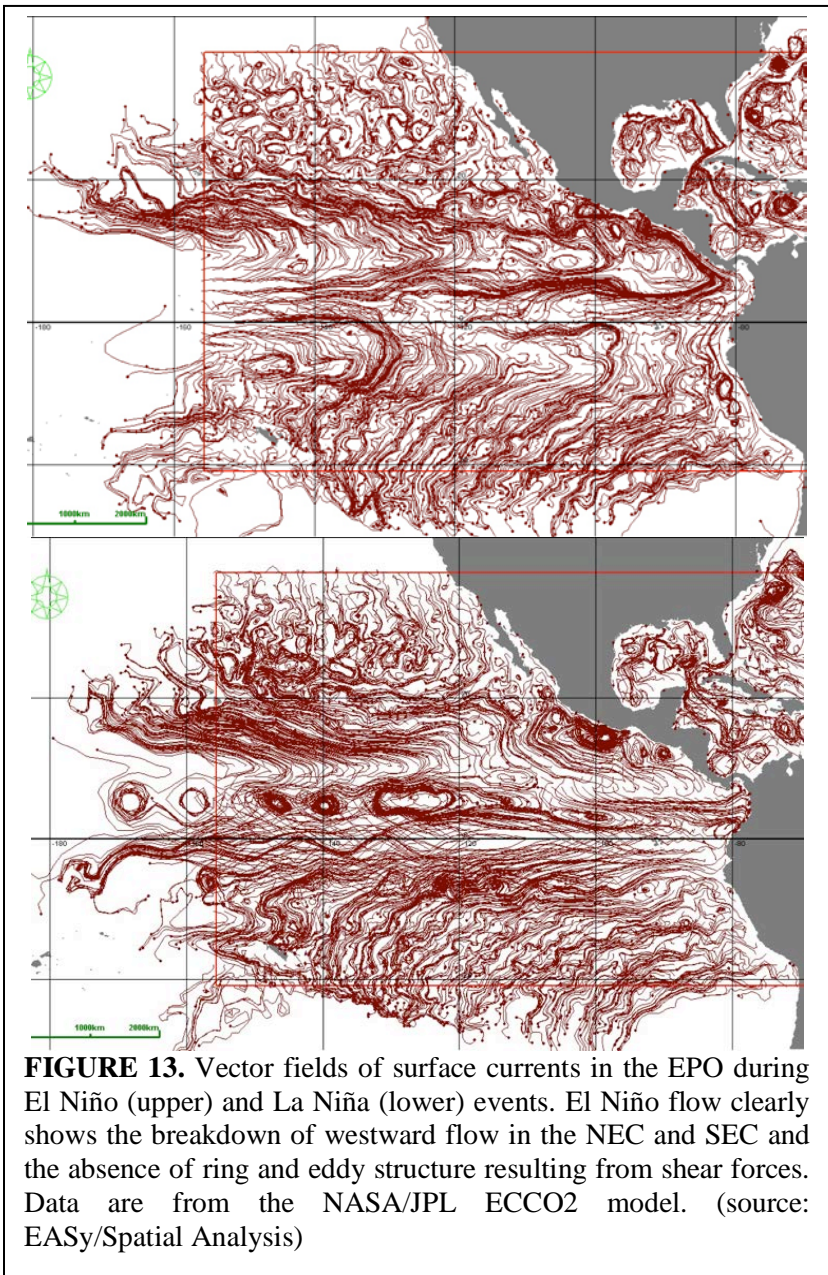 -180
-160
-120
-80
1000km 2000km
-180
-140
-120
-100
-80
1000km 2000km
FIGURE 13. Vector fields of surface currents in the EPO during
El Niño (upper) and La Niña (lower) events. El Niño flow clearly
shows the breakdown of westward flow in the NEC and SEC and
the absence of ring and eddy structure resulting from shear forces.
Data are from the NASA/JPL ECCO2 model. (source:
EASy/Spatial Analysis)